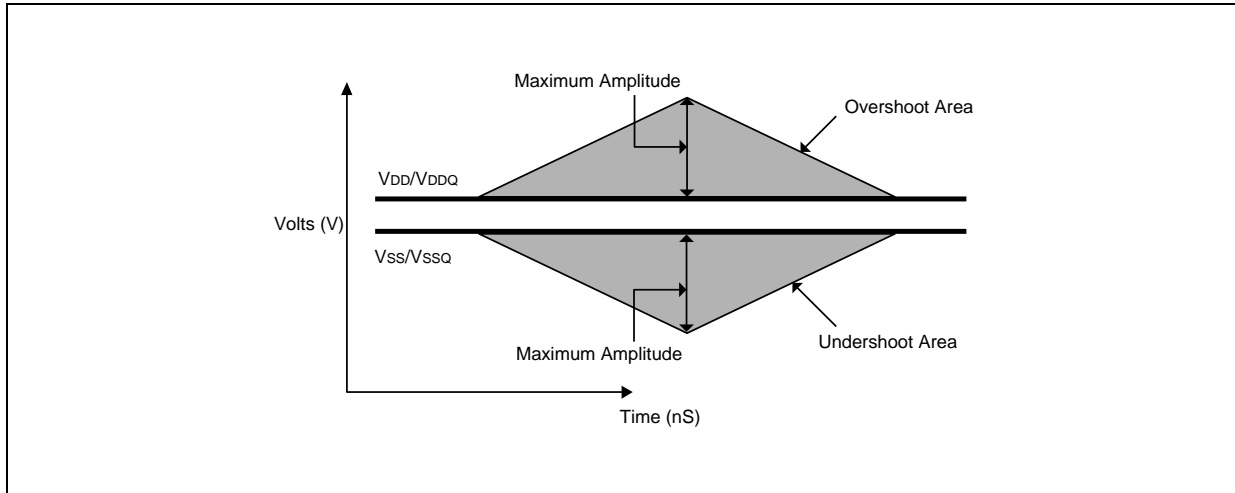 Maximum Amplitude
Overshoot Area
VDD/VDDQ
Volts (V)
VSS/VSSQ
Maximum Amplitude
Undershoot Area
Time (nS)